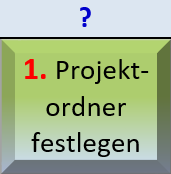 ?
1. Projekt-
ordner
festlegen